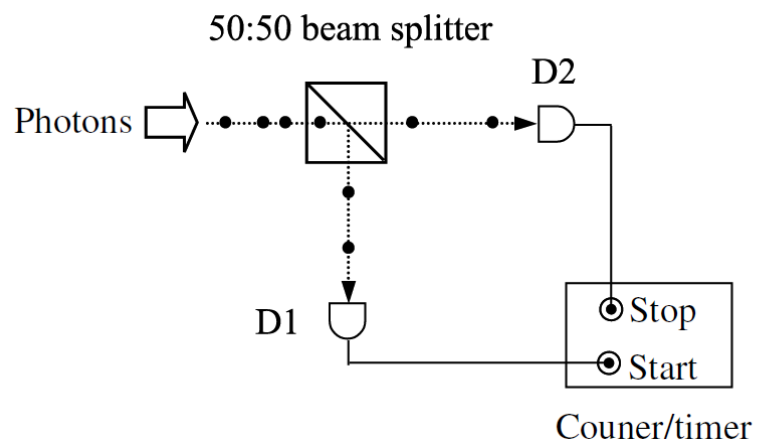 50:50 beam splitter
D2
Photons
D1
Stop
Start
Couner/timer